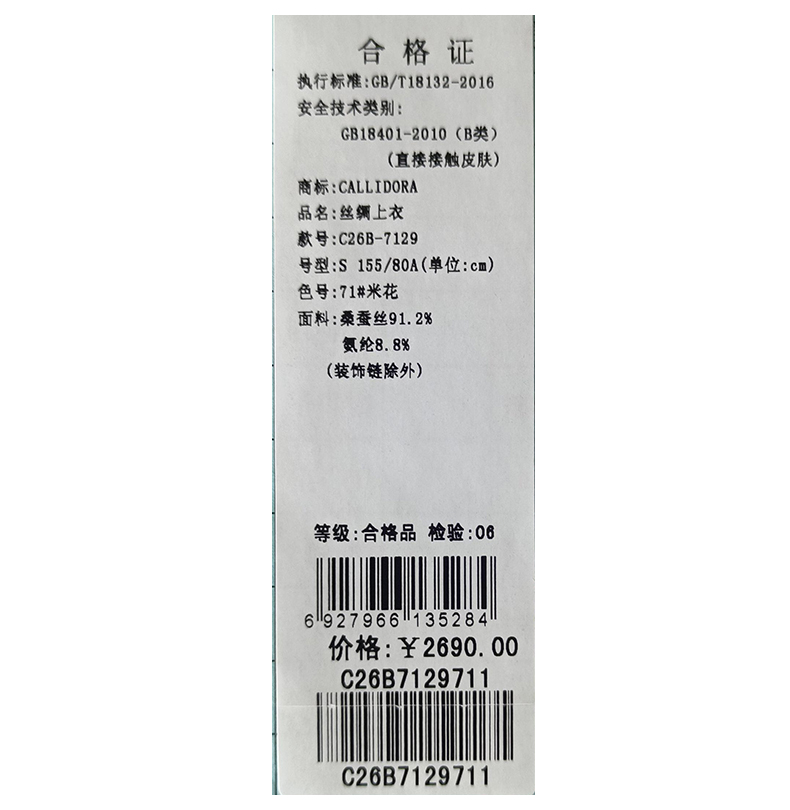 合格证
执行标准:GB/T18132-2016
安全技术类别:
GB18401-2010（B类）
(直接接触皮肤)
商标:CALLIDORA
品名:丝绸上衣
款号:C26B-7129
号型:S 155/80A(单位:cm)
色号:71#米花
面料:桑蚕丝91.2%
氨纶8.8%
(装饰链除外)
等级:合格品 检验:06
6 927966 135284
价格:￥2690.00
C26B7129711
C26B7129711